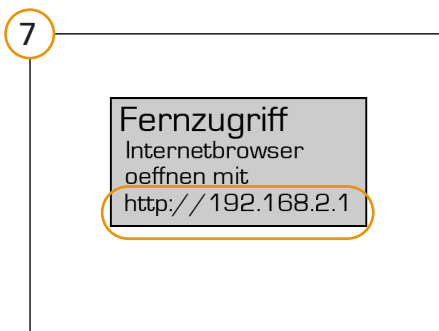 7
Fernzugriff
Internetbrowser
oeffnen mit
http://192.168.2.1